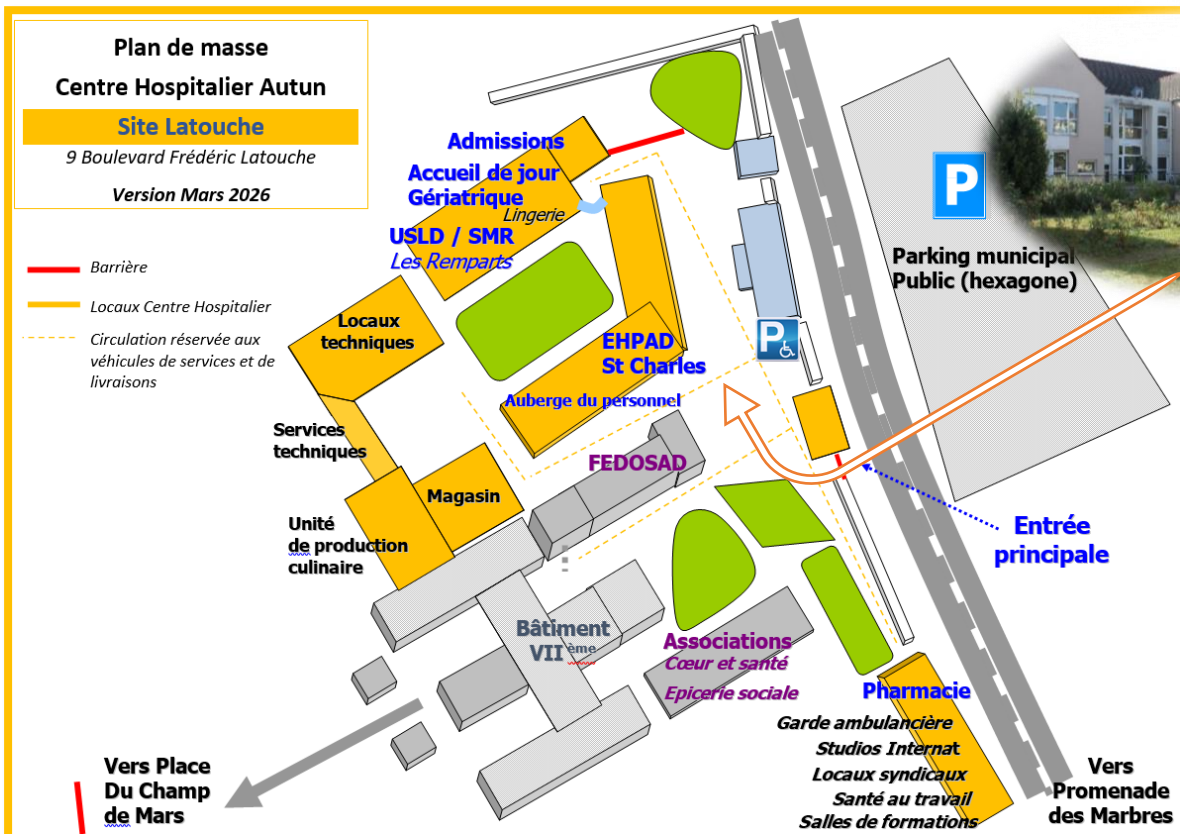 Plan de masse
Centre Hospitalier Autun
Site Latouche
9 Boulevard Frédéric Latouche
Version Mars 2026
Barrière
Locaux Centre Hospitalier
Circulation réservée aux
véhicules de services et de
livraisons
Admissions
Accueil de jour
Gériatrique
Lingerie
USLD / SMR
Les Remparts
P
Parking municipal
Public (hexagone)
Locaux
techniques
P
EHPAD
St Charles
Auberge du personnel
Services
techniques
FEDOSAD
Magasin
Unité
de production
culinaire
Entrée
principale
Bâtiment
VII ème
Associations
Cœur et santé
Epicerie sociale
Pharmacie
Garde ambulancière
Studios Internat
Locaux syndicaux
Santé au travail
Salles de formations
Vers Place
Du Champ
de Mars
Vers
Promenade
des Marbres